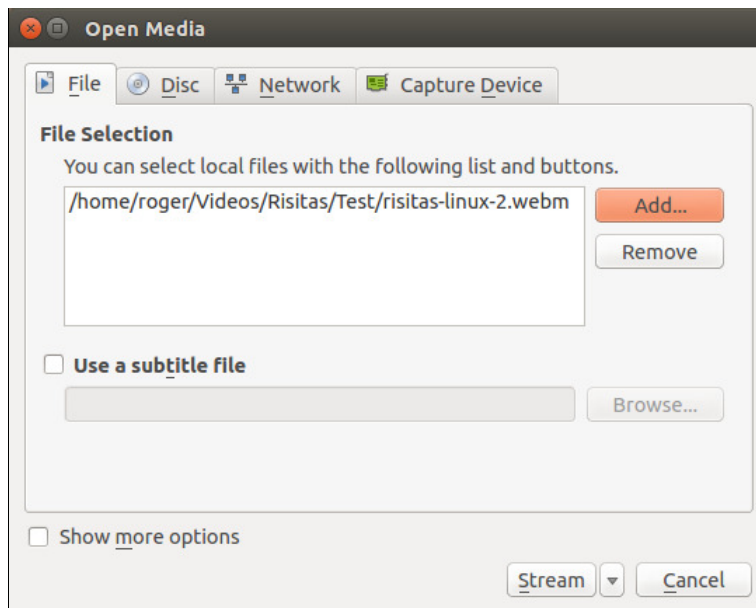 Open Media
File Disc Network Capture Device
File Selection
You can select local files with the following list and buttons.
/home/roger/Videos/Risitas/Test/risitas-linux-2.webm
Add...
Remove
Use a subtitle file
Browse...
Show more options
Stream Cancel